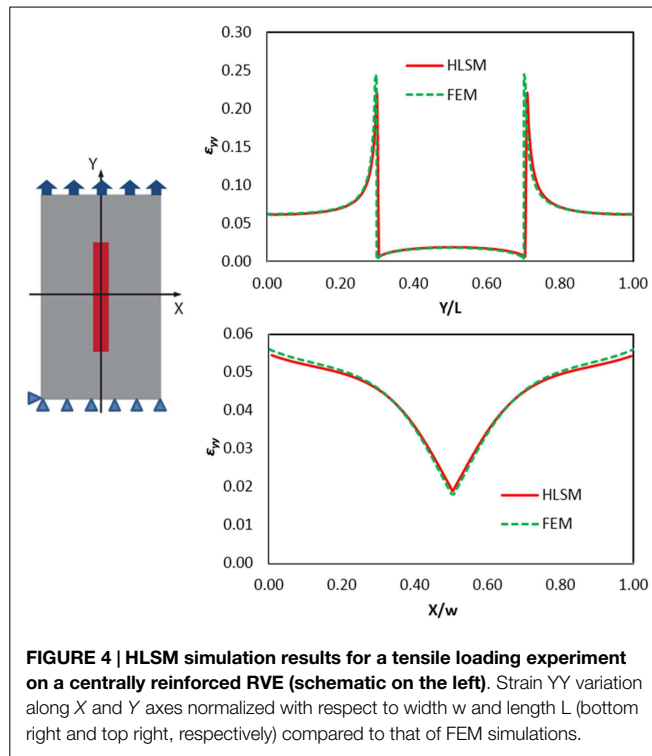 Y
X
0.30
0.25
0.20
0.15
0.10
0.05
0.00
εyy
HLSM
FEM
0.00 0.20 0.40 0.60 0.80 1.00
Y/L
0.06
0.05
0.04
0.03
0.02
0.01
0.00
εyy
HLSM
FEM
0.00 0.20 0.40 0.60 0.80 1.00
X/w
FIGURE 4 | HLSM simulation results for a tensile loading experiment
on a centrally reinforced RVE (schematic on the left). Strain YY variation
along X and Y axes normalized with respect to width w and length L (bottom
right and top right, respectively) compared to that of FEM simulations.